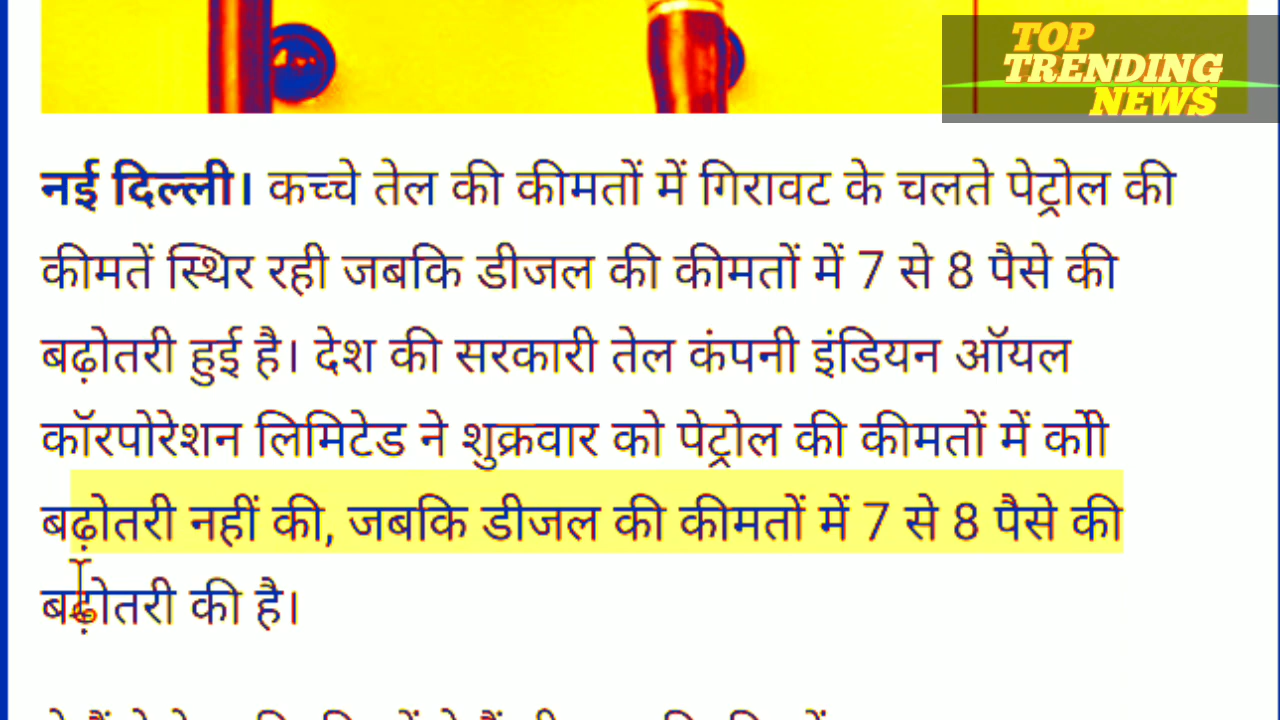 TOP
TRENDING
NEWS
नई दिल्ली। कच्चे तेल की कीमतों में गिरावट के चलते पेट्रोल की
कीमतें स्थिर रही जबकि डीजल की कीमतों में 7 से 8 पैसे की
बढ़ोतरी हुई है। देश की सरकारी तेल कंपनी इंडियन ऑयल
कॉरपोरेशन लिमिटेड ने शुक्रवार को पेट्रोल की कीमतों में कोी
बढ़ोतरी नहीं की, जबकि डीजल की कीमतों में 7 से 8 पैसे की
बढ़ोतरी की है।